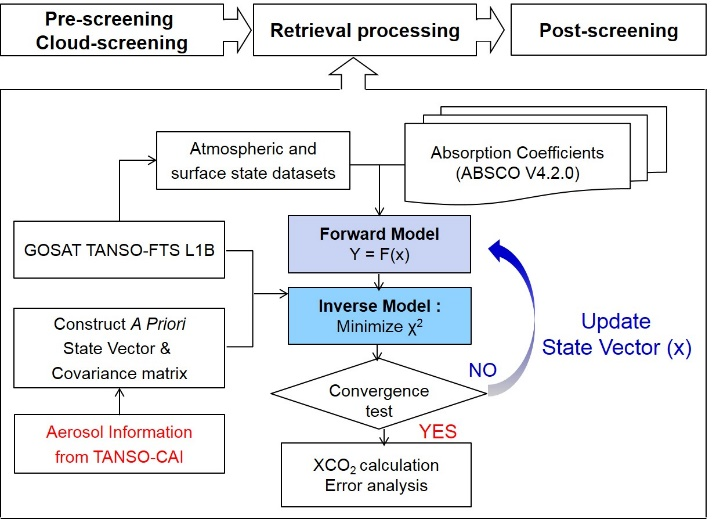 Pre-screening
Cloud-screening
Retrieval processing
Post-screening
Atmospheric and
surface state datasets
Absorption Coefficients
(ABSCO V4.2.0)
GOSAT TANSO-FTS L1B
Forward Model
Y = F(x)
Inverse Model :
Minimize χ²
Construct A Priori
State Vector &
Covariance matrix
Update
State Vector (x)
NO
Convergence
test
YES
Aerosol Information
from TANSO-CAI
XCO₂ calculation
Error analysis